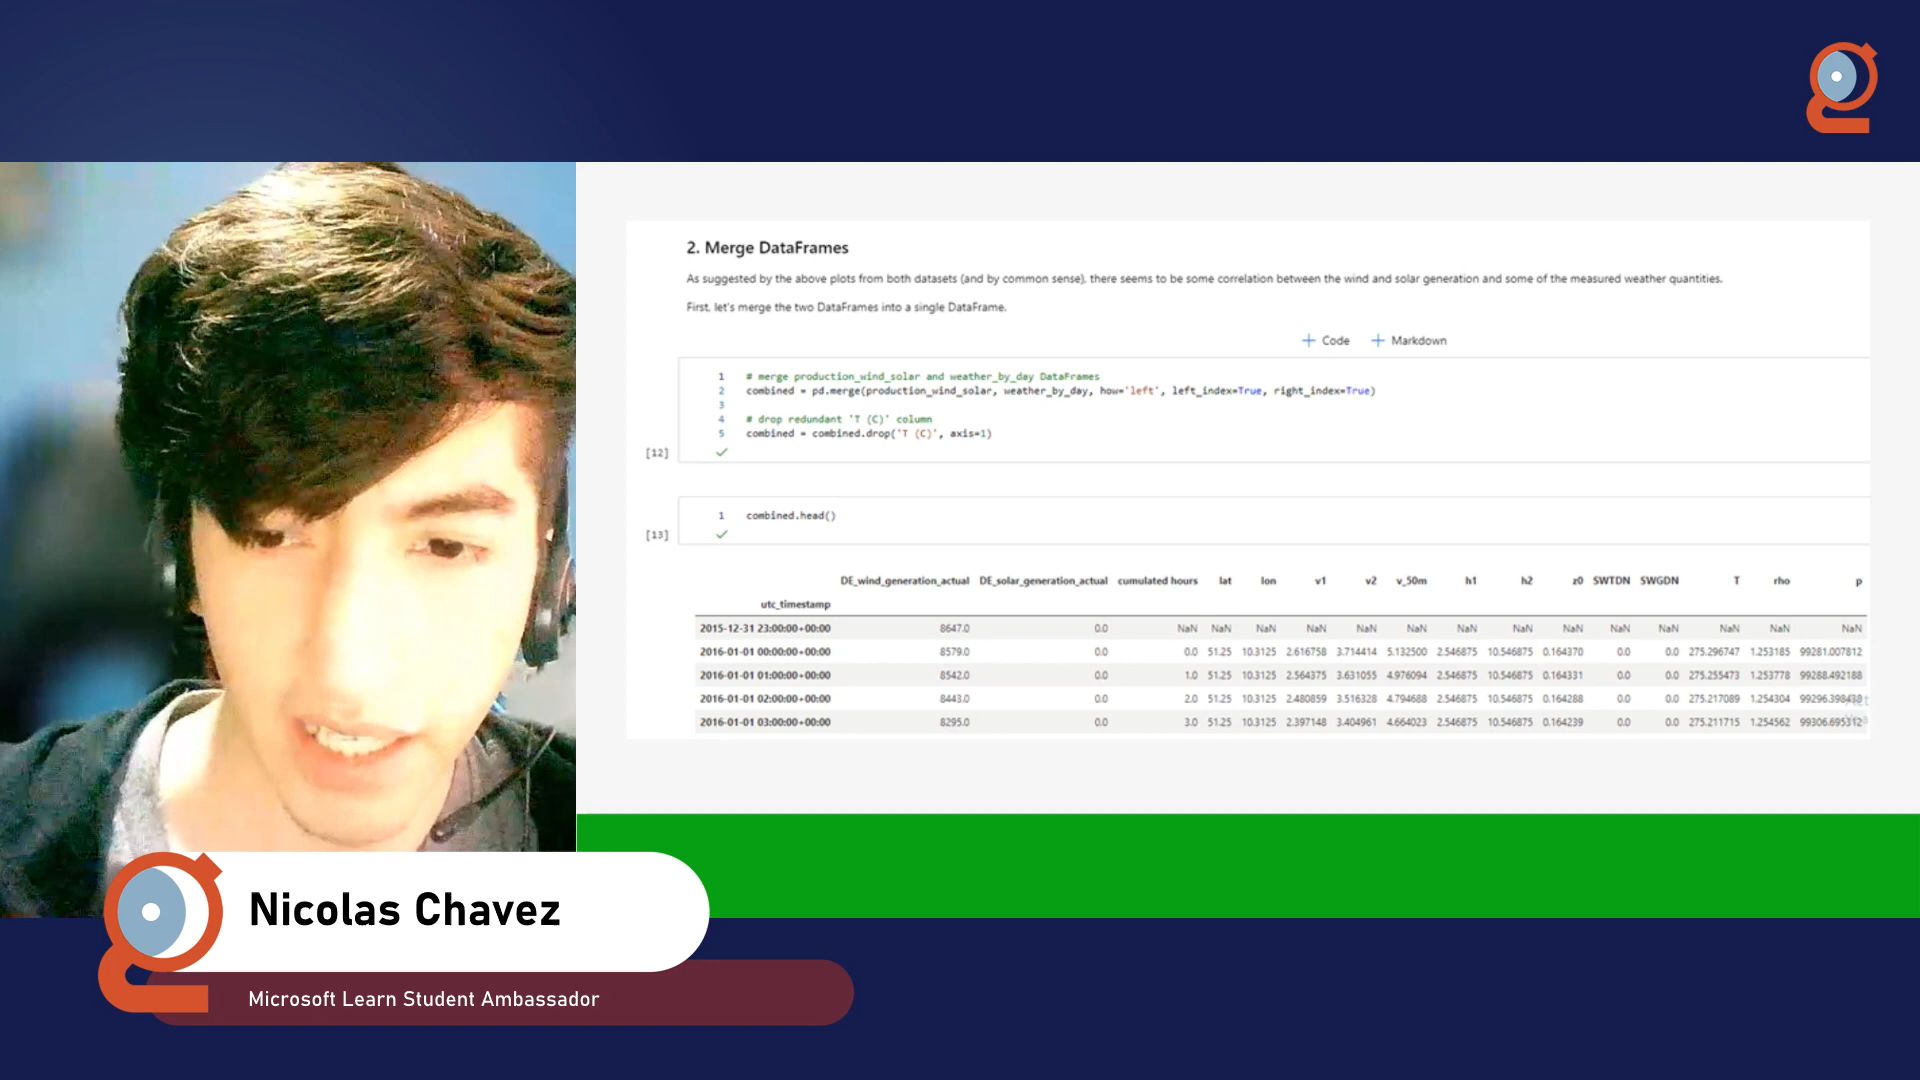 2. Merge DataFrames
As suggested by the above plots from both datasets (and by common sense), there seems to be some correlation between the wind and solar generation and some of the measured weather quantities.
First, let's merge the two DataFrames into a single DataFrame.
+ Code + Markdown
1 # merge production_wind_solar and weather_by_day DataFrames
2 combined = pd.merge(production_wind_solar, weather_by_day, how='left', left_index=True, right_index=True)
3
4 # drop redundant 'T (C)' column
5 combined = combined.drop('T (C)', axis=1)
[12]
1 combined.head()
[13]
DE_wind_generation_actual DE_solar_generation_actual cumulated hours lat lon v1 v2 v_50m h1 h2 z0 SWTDN SWGDN T rho p
utc_timestamp
2015-12-31 23:00:00+00:00 8647.0 0.0 NaN NaN NaN NaN NaN NaN NaN NaN NaN NaN NaN NaN NaN NaN
2016-01-01 00:00:00+00:00 8579.0 0.0 0.0 51.25 10.3125 2.616758 3.714414 5.132500 2.546875 10.546875 0.164370 0.0 0.0 275.296747 1.253185 99281.007812
2016-01-01 01:00:00+00:00 8542.0 0.0 1.0 51.25 10.3125 2.564375 3.631055 4.976094 2.546875 10.546875 0.164331 0.0 0.0 275.255473 1.253778 99288.492188
2016-01-01 02:00:00+00:00 8443.0 0.0 2.0 51.25 10.3125 2.480859 3.516328 4.794688 2.546875 10.546875 0.164288 0.0 0.0 275.217089 1.254304 99296.398438
2016-01-01 03:00:00+00:00 8295.0 0.0 3.0 51.25 10.3125 2.397148 3.404961 4.664023 2.546875 10.546875 0.164239 0.0 0.0 275.211715 1.254562 99306.695312
Nicolas Chavez
Microsoft Learn Student Ambassador